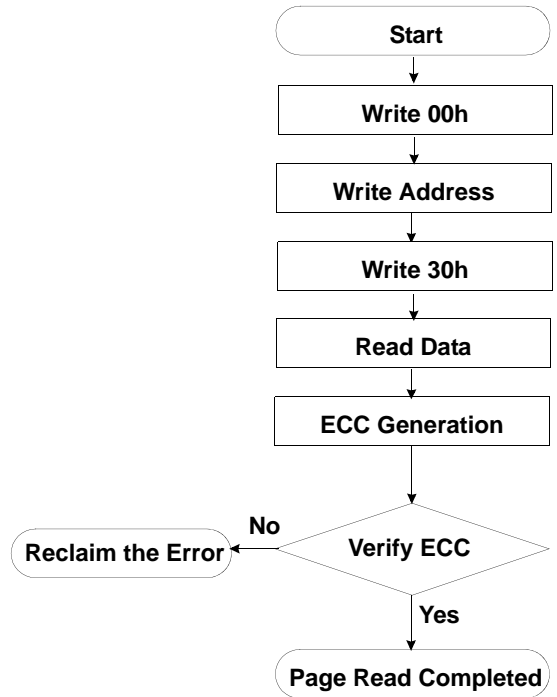 Start
Write 00h
Write Address
Write 30h
Read Data
ECC Generation
No
Reclaim the Error
Verify ECC
Yes
Page Read Completed